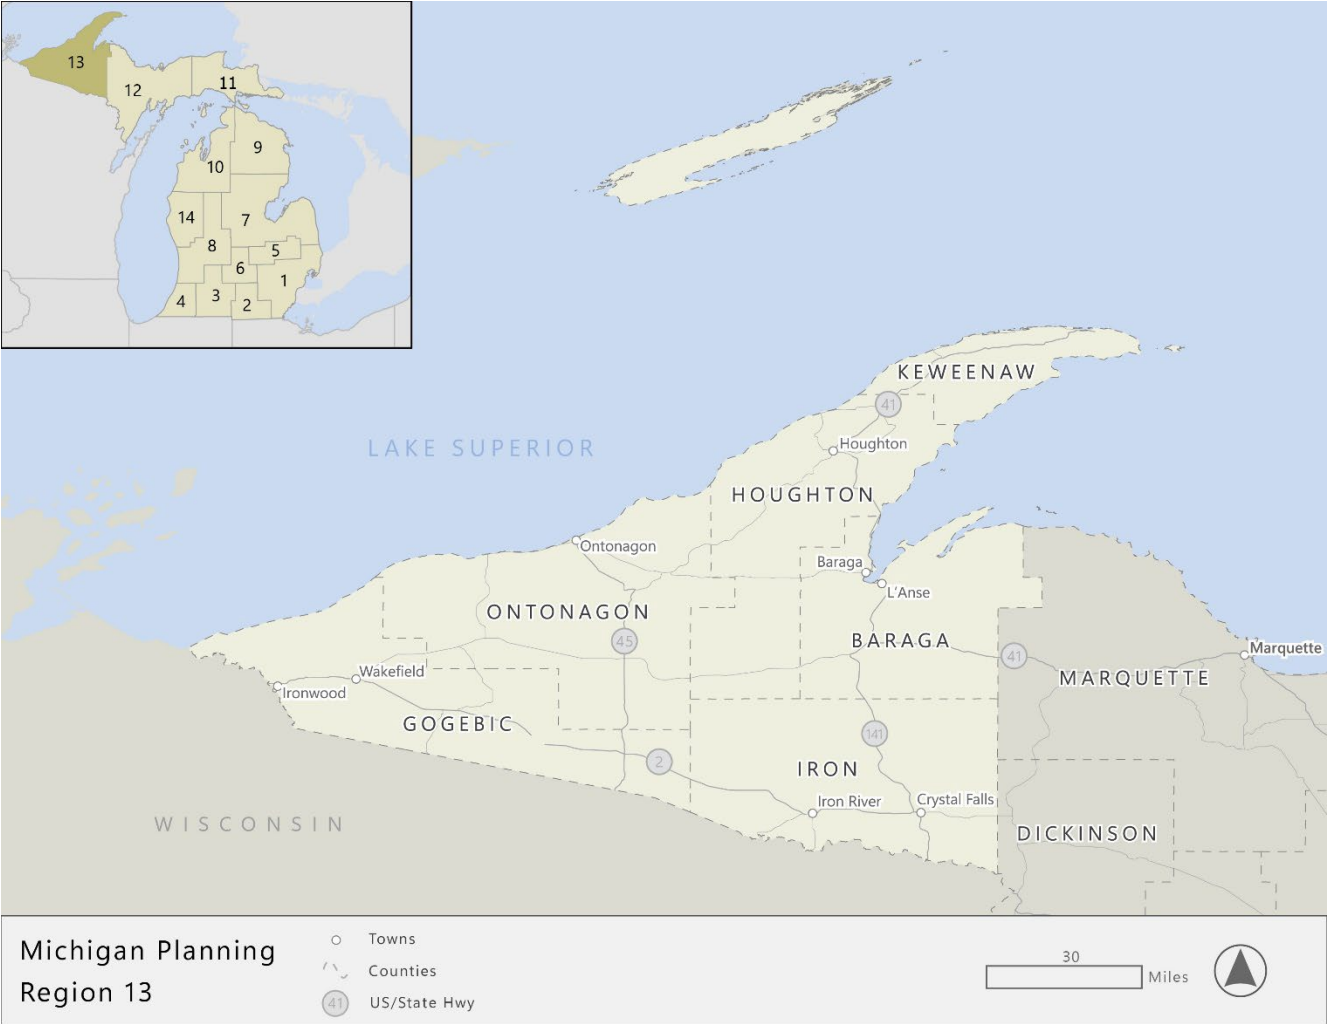 13
12
11
9
10
14
7
8
5
6
1
4
3
2
KEWEENAW
41
Houghton
LAKE SUPERIOR
HOUGHTON
Ontonagon
Baraga
L'Anse
ONTONAGON
45
BARAGA
41
Marquette
MARQUETTE
Wakefield
Ironwood
GOGEBIC
141
2
IRON
Iron River
Crystal Falls
WISCONSIN
DICKINSON
Michigan Planning
Region 13
Towns
Counties
41 US/State Hwy
30
Miles